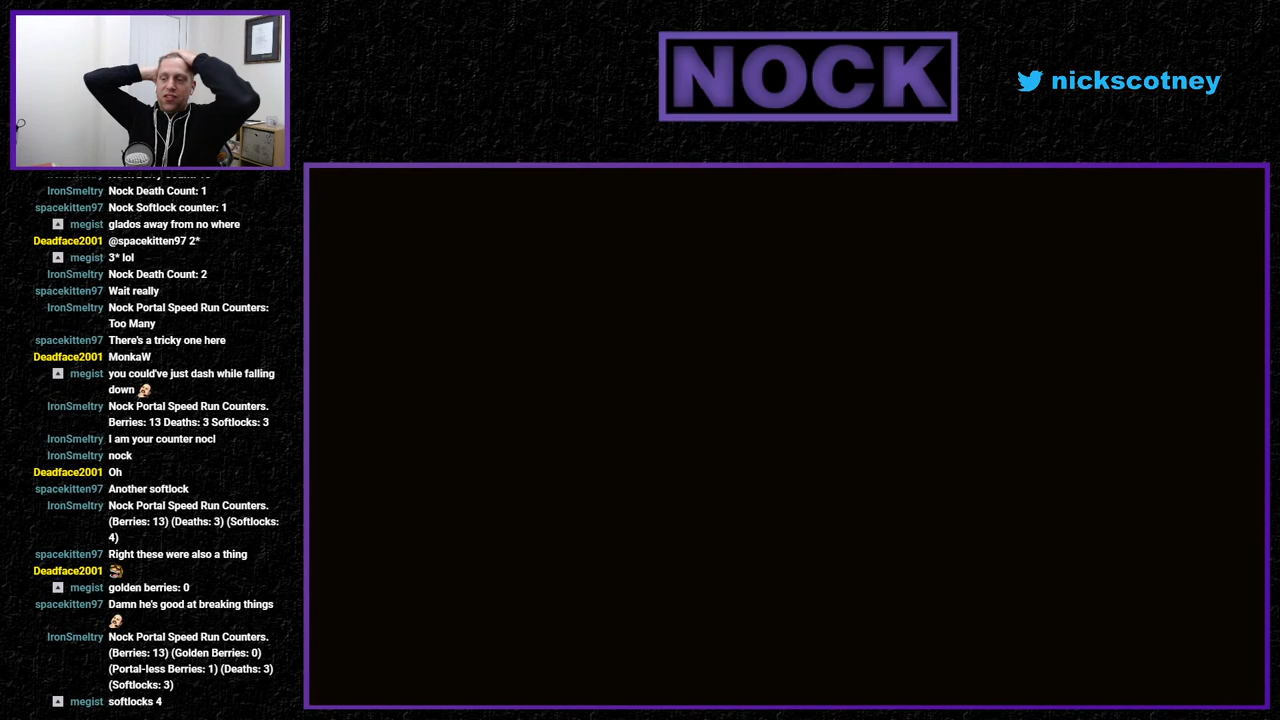 NOCK
nickscotney
IronSmeltry Nock Death Count: 1
spacekitten97 Nock Softlock counter: 1
megist glados away from no where
Deadface2001 @spacekitten97 2*
megist 3* lol
IronSmeltry Nock Death Count: 2
spacekitten97 Wait really
IronSmeltry Nock Portal Speed Run Counters:
Too Many
spacekitten97 There's a tricky one here
Deadface2001 MonkaW
megist you could've just dash while falling
down
IronSmeltry Nock Portal Speed Run Counters.
Berries: 13 Deaths: 3 Softlocks: 3
IronSmeltry I am your counter nocl
IronSmeltry nock
Deadface2001 Oh
spacekitten97 Another softlock
IronSmeltry Nock Portal Speed Run Counters.
(Berries: 13) (Deaths: 3) (Softlocks:
4)
spacekitten97 Right these were also a thing
Deadface2001
megist golden berries: 0
spacekitten97 Damn he's good at breaking things
IronSmeltry Nock Portal Speed Run Counters.
(Berries: 13) (Golden Berries: 0)
(Portal-less Berries: 1) (Deaths: 3)
(Softlocks: 3)
megist softlocks 4